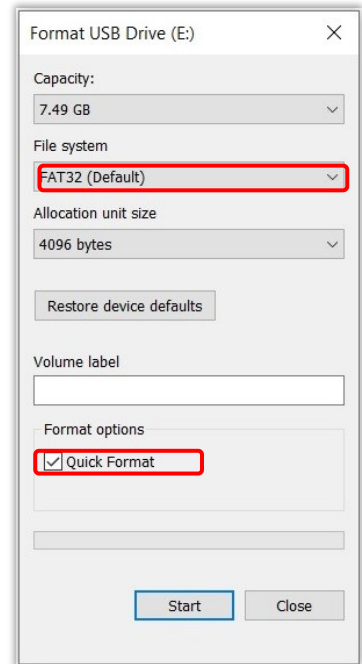 Format USB Drive (E:)
Capacity:
7.49 GB
File system
FAT32 (Default)
Allocation unit size
4096 bytes
Restore device defaults
Volume label
Format options
Quick Format
Start Close